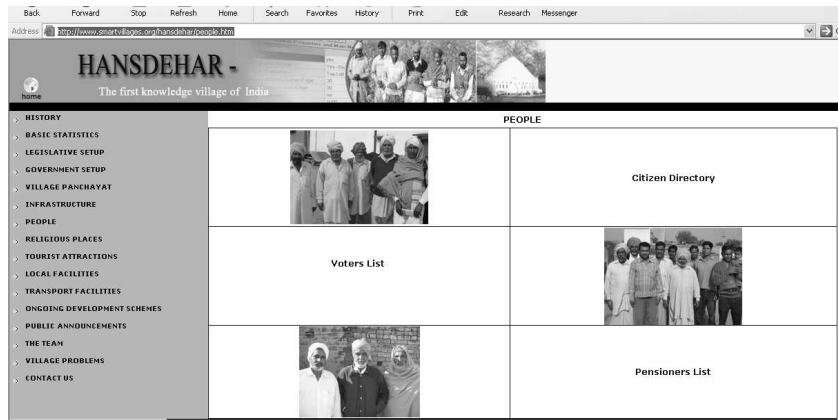 Back Forward Stop Refresh Home Search Favorites History Print Edit Research Messenger
Address http://www.smartvillages.org/hansdehar/people.htm
HANSDEHAR -
The first knowledge village of India
home
HISTORY
BASIC STATISTICS
LEGISLATIVE SETUP
GOVERNMENT SETUP
VILLAGE PANCHAYAT
INFRASTRUCTURE
PEOPLE
RELIGIOUS PLACES
TOURIST ATTRACTIONS
LOCAL FACILITIES
TRANSPORT FACILITIES
ONGOING DEVELOPMENT SCHEMES
PUBLIC ANNOUNCEMENTS
THE TEAM
VILLAGE PROBLEMS
CONTACT US
PEOPLE
Citizen Directory
Voters List
Pensioners List